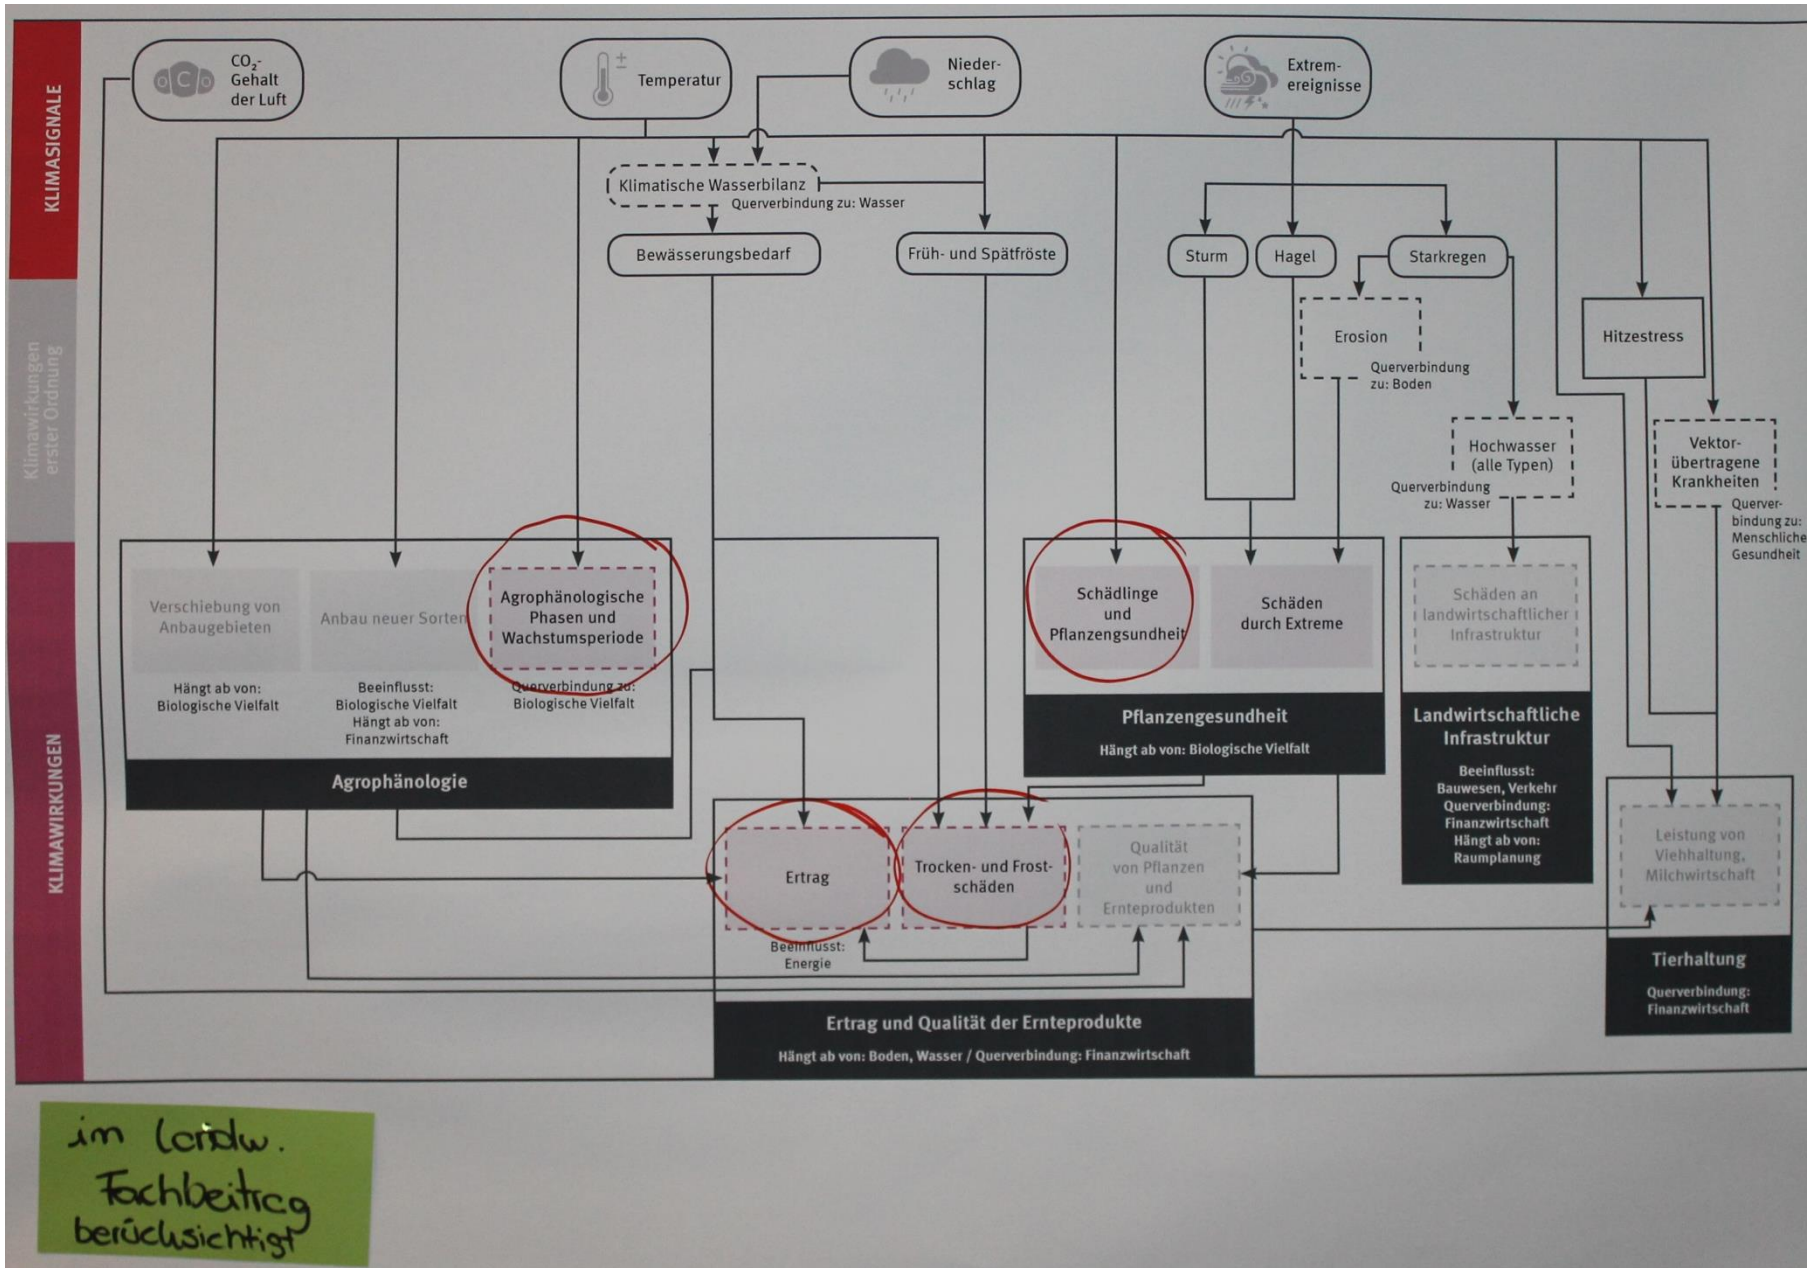 KLIMASIGNALE
CO₂-
Gehalt
der Luft
Temperatur
Nieder-
schlag
Extrem-
ereignisse
Klimatische Wasserbilanz
Querverbindung zu: Wasser
Bewässerungsbedarf
Früh- und Spätfröste
Sturm
Hagel
Starkregen
Klimawirkungen
erster Ordnung
Erosion
Querverbindung
zu: Boden
Hitzestress
Hochwasser
(alle Typen)
Querverbindung
zu: Wasser
Vektor-
übertragene
Krankheiten
Querver-
bindung zu:
Menschliche
Gesundheit
KLIMAWIRKUNGEN
Verschiebung von
Anbaugebieten
Hängt ab von:
Biologische Vielfalt
Anbau neuer Sorten
Beeinflusst:
Biologische Vielfalt
Hängt ab von:
Finanzwirtschaft
Agrophänologische
Phasen und
Wachstumsperiode
Querverbindung zu:
Biologische Vielfalt
Agrophänologie
Schädlinge
und
Pflanzengsundheit
Schäden
durch Extreme
Pflanzengesundheit
Hängt ab von: Biologische Vielfalt
Schäden an
landwirtschaftlicher
Infrastruktur
Landwirtschaftliche
Infrastruktur
Beeinflusst:
Bauwesen, Verkehr
Querverbindung:
Finanzwirtschaft
Hängt ab von:
Raumplanung
Ertrag
Beeinflusst:
Energie
Trocken- und Frost-
schäden
Qualität
von Pflanzen
und
Ernteprodukten
Ertrag und Qualität der Ernteprodukte
Hängt ab von: Boden, Wasser / Querverbindung: Finanzwirtschaft
Leistung von
Viehhaltung,
Milchwirtschaft
Tierhaltung
Querverbindung:
Finanzwirtschaft
im landw.
Fachbeitrag
berücksichtigt